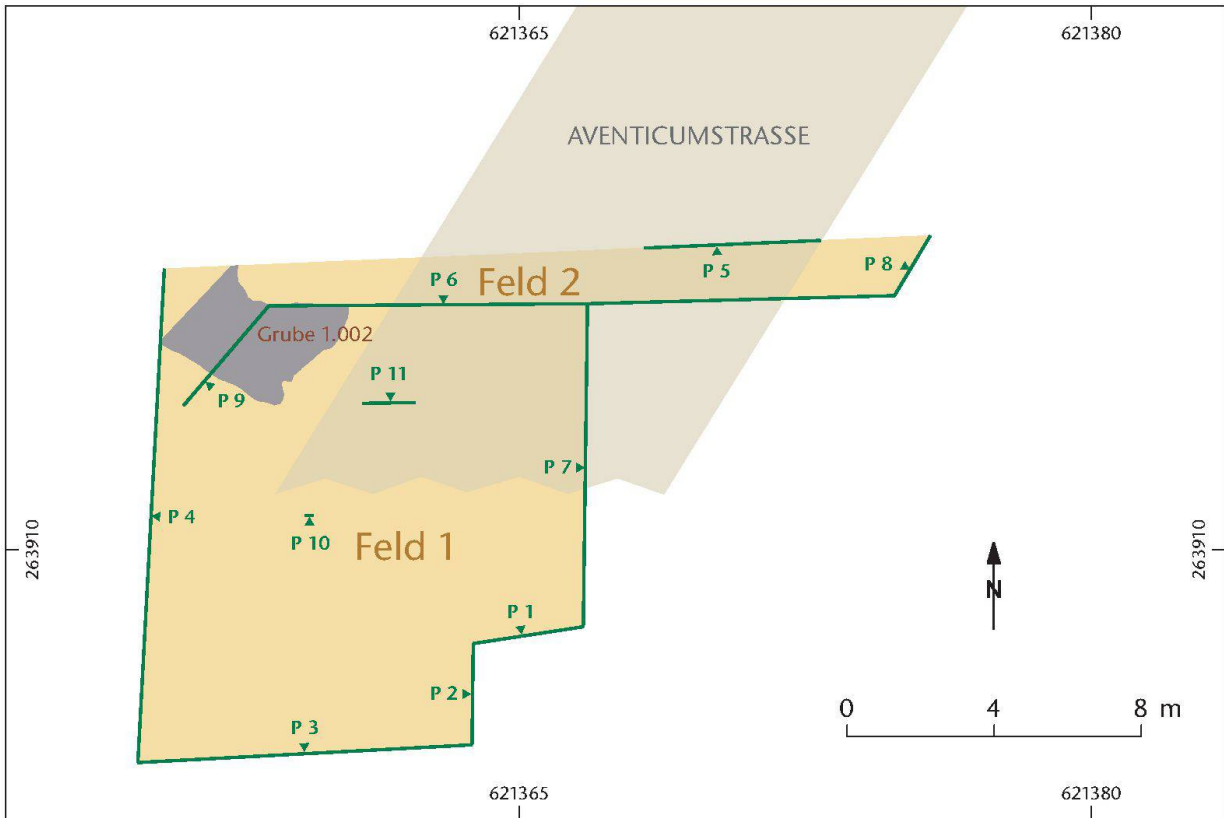 621365
621380
AVENTICUMSTRASSE
P 5
P 8
P 6
Feld 2
Grube 1.002
P 11
P 9
P 7
P 4
P 10
Feld 1
263910
263910
N
P 1
P 2
P 3
0 4 8 m
621365
621380